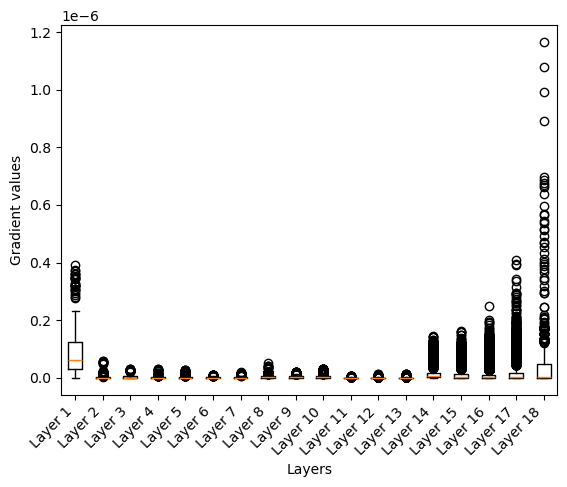 1e−6
1.2
1.0
0.8
0.6
0.4
0.2
0.0
Gradient values
Layer 1
Layer 2
Layer 3
Layer 4
Layer 5
Layer 6
Layer 7
Layer 8
Layer 9
Layer 10
Layer 11
Layer 12
Layer 13
Layer 14
Layer 15
Layer 16
Layer 17
Layer 18
Layers